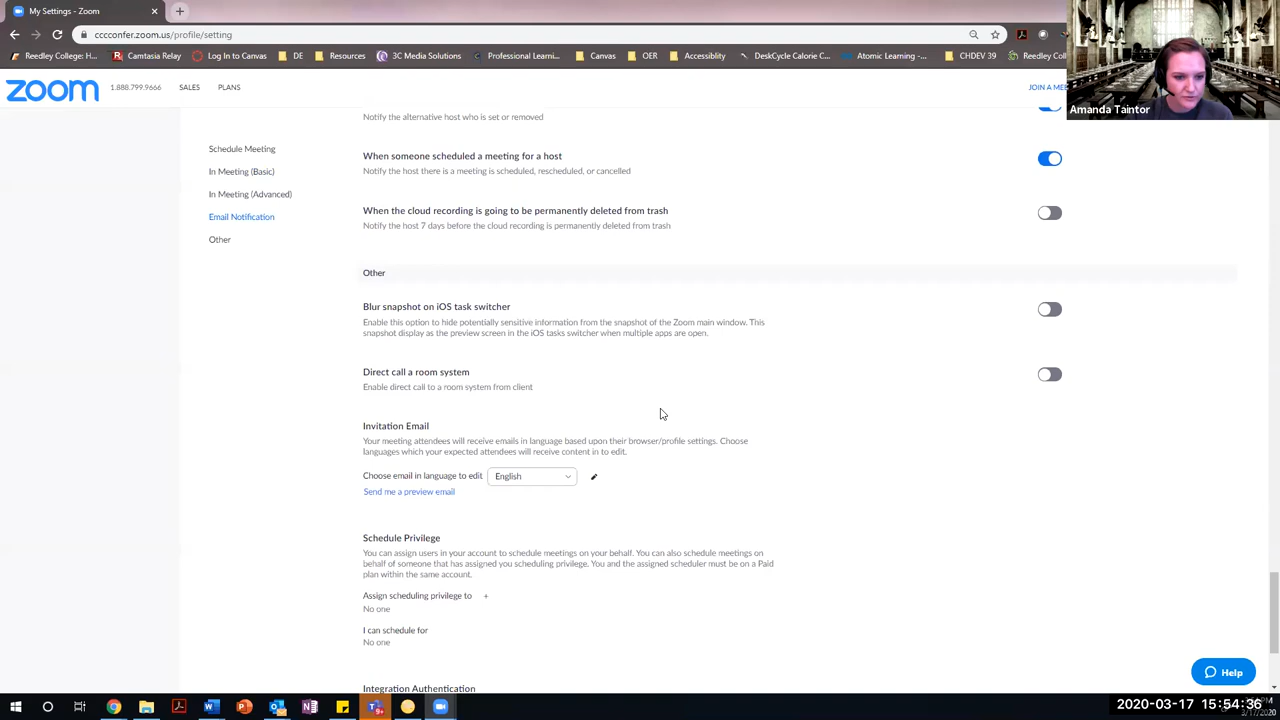 My Settings - Zoom
cccconfer.zoom.us/profile/setting
Reedley College: H...
Camtasia Relay
Log In to Canvas
DE
Resources
3C Media Solutions
Professional Learni...
Canvas
OER
Accessiblity
DeskCycle Calorie C...
Atomic Learning -...
CHDEV 39
Reedley Col
zoom
1.888.799.9666
SALES
PLANS
JOIN A MEE
Amanda Taintor
Schedule Meeting
In Meeting (Basic)
In Meeting (Advanced)
Email Notification
Other
Notify the alternative host who is set or removed
When someone scheduled a meeting for a host
Notify the host there is a meeting is scheduled, rescheduled, or cancelled
When the cloud recording is going to be permanently deleted from trash
Notify the host 7 days before the cloud recording is permanently deleted from trash
Other
Blur snapshot on iOS task switcher
Enable this option to hide potentially sensitive information from the snapshot of the Zoom main window. This
snapshot display as the preview screen in the iOS tasks switcher when multiple apps are open.
Direct call a room system
Enable direct call to a room system from client
Invitation Email
Your meeting attendees will receive emails in language based upon their browser/profile settings. Choose
languages which your expected attendees will receive content in to edit.
Choose email in language to edit English
Send me a preview email
Schedule Privilege
You can assign users in your account to schedule meetings on your behalf. You can also schedule meetings on
behalf of someone that has assigned you scheduling privilege. You and the assigned scheduler must be on a Paid
plan within the same account.
Assign scheduling privilege to +
No one
I can schedule for
No one
Integration Authentication
Help
2020-03-17 15:54:36
3/17/2020